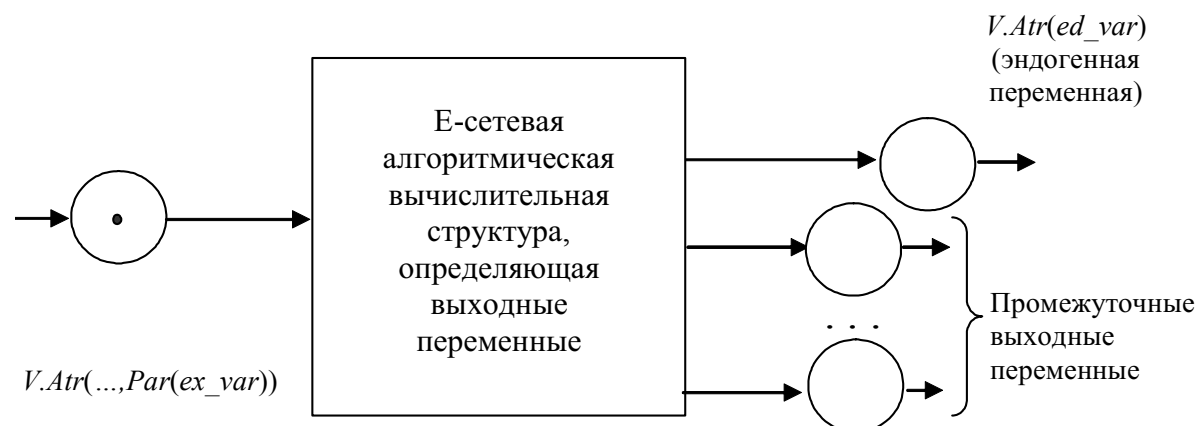 V.Atr(ed_var)
(эндогенная
переменная)
Е-сетевая
алгоритмическая
вычислительная
структура,
определяющая
выходные
переменные
V.Atr(…,Par(ex_var))
. . .
Промежуточные
выходные
переменные